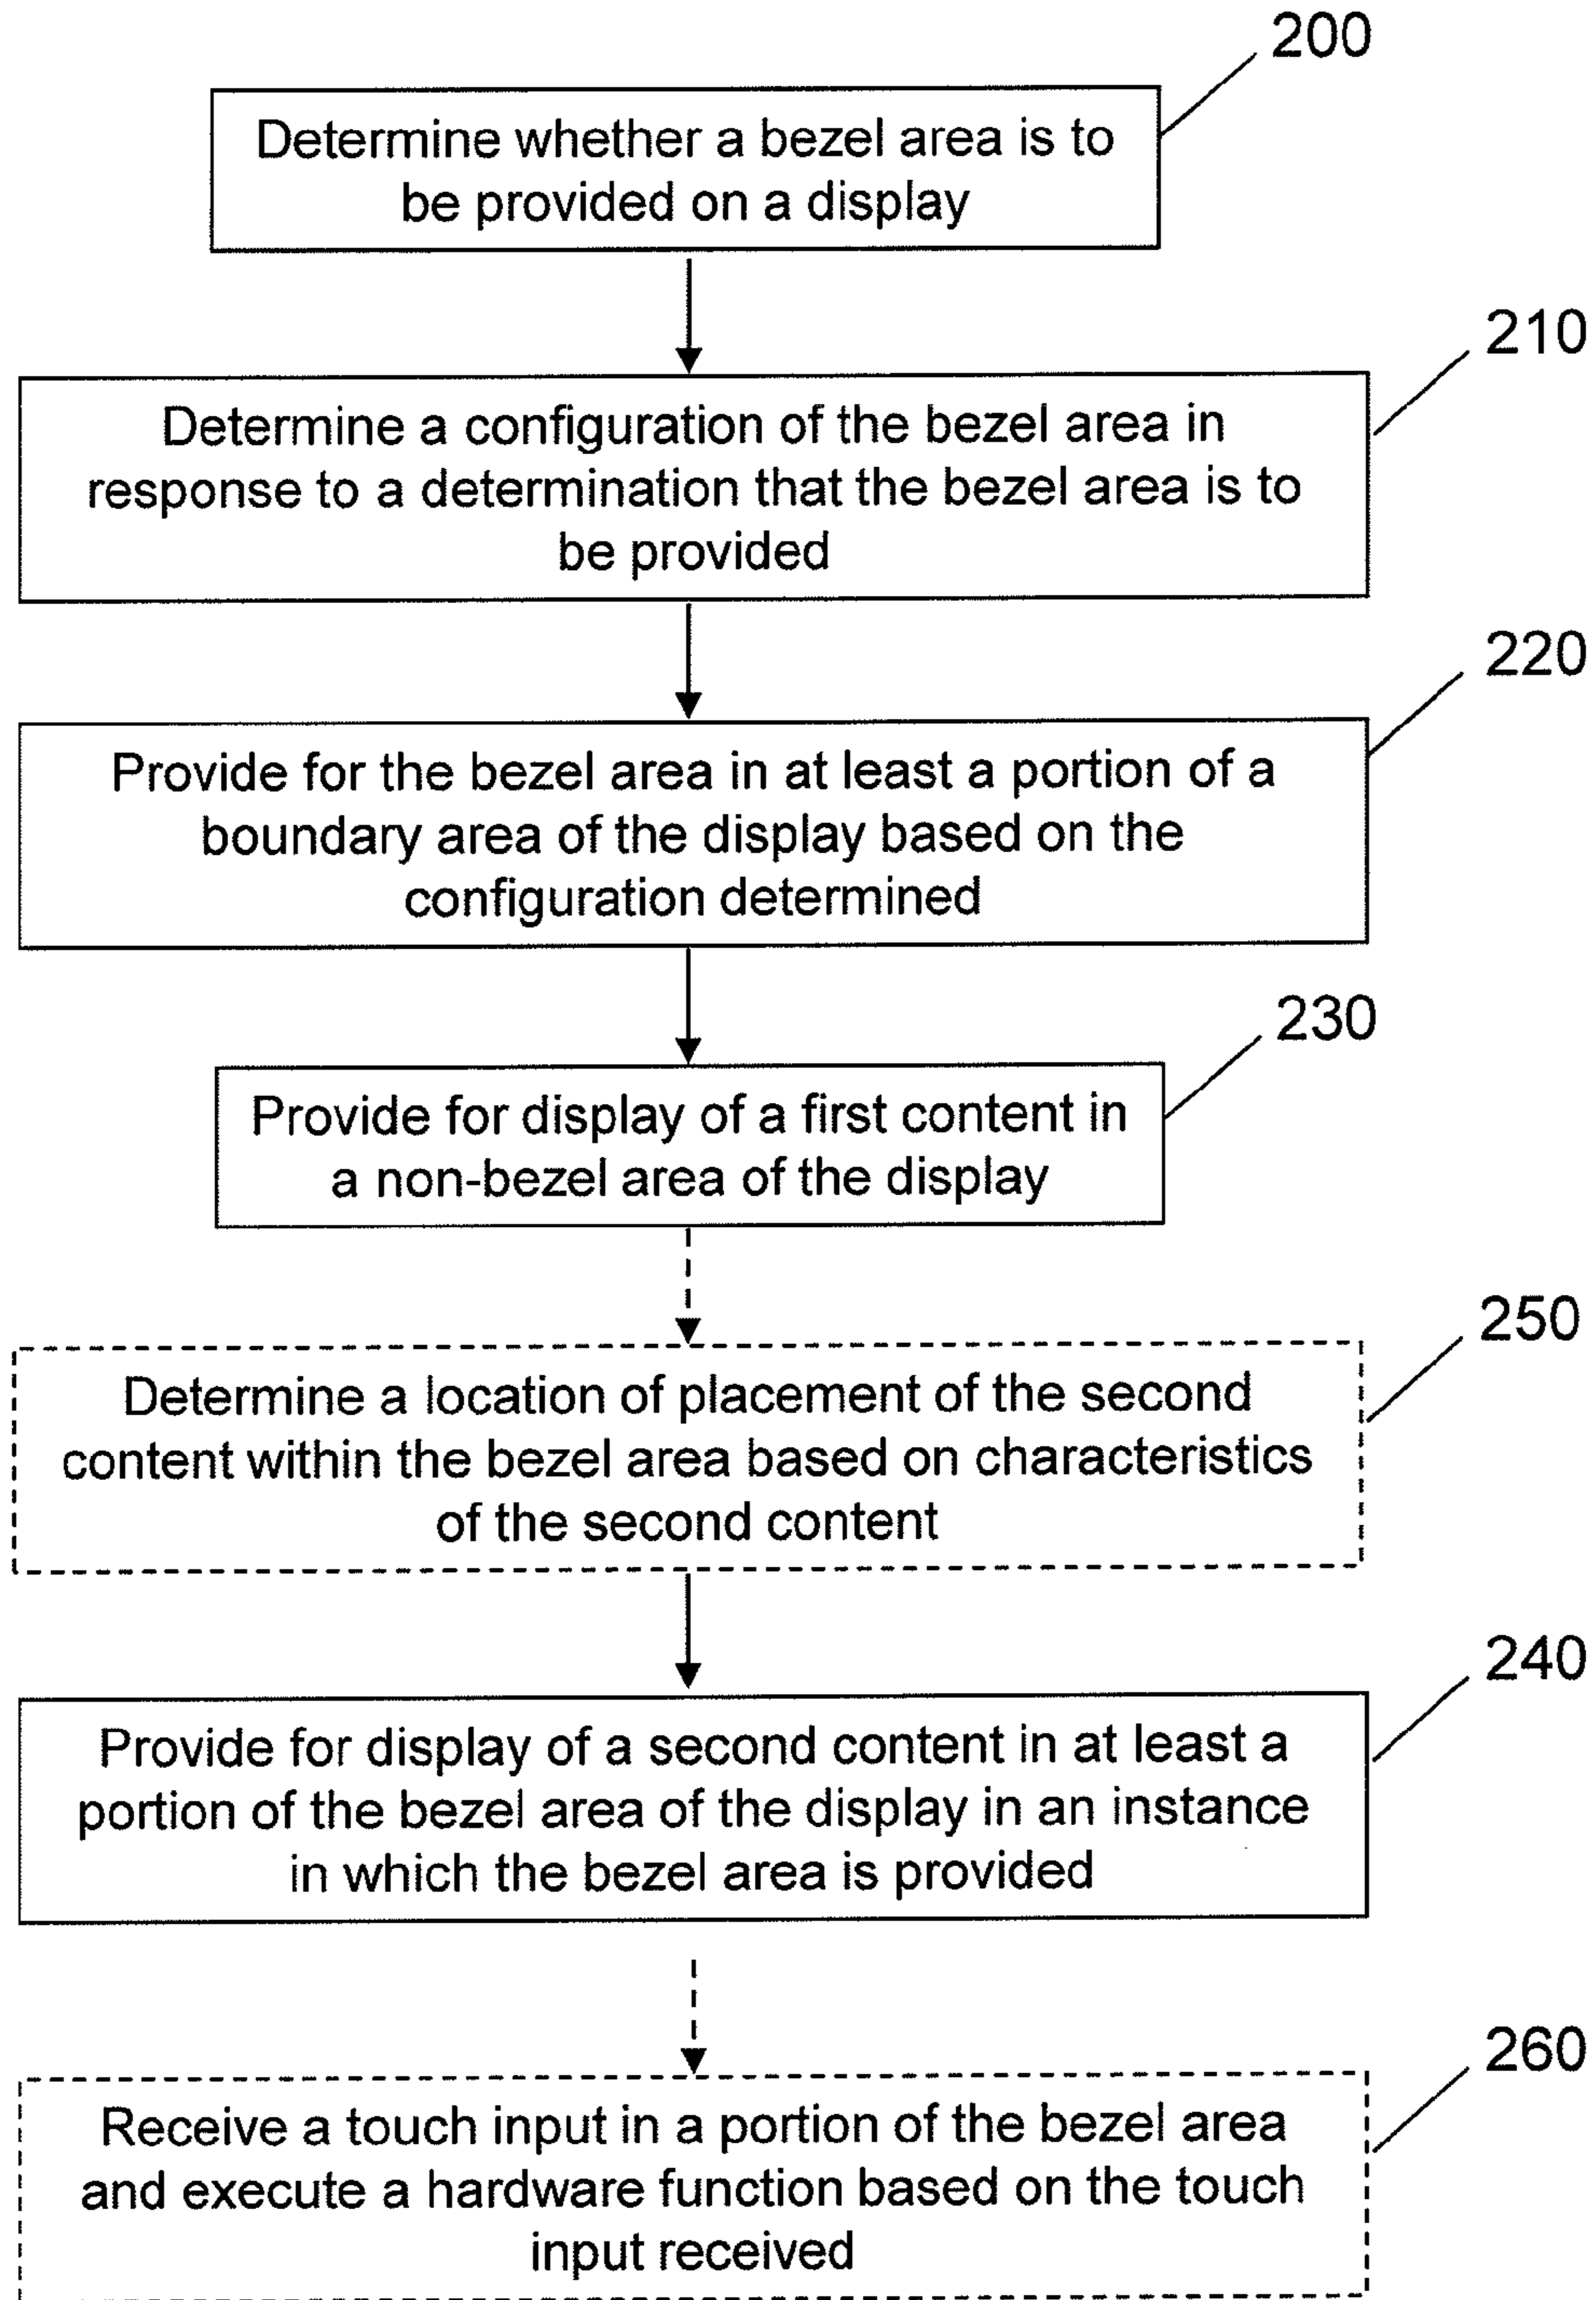 200
Determine whether a bezel area is to
be provided on a display
210
Determine a configuration of the bezel area in
response to a determination that the bezel area is to
be provided
220
Provide for the bezel area in at least a portion of a
boundary area of the display based on the
configuration determined
230
Provide for display of a first content in
a non-bezel area of the display
250
Determine a location of placement of the second
content within the bezel area based on characteristics
of the second content
240
Provide for display of a second content in at least a
portion of the bezel area of the display in an instance
in which the bezel area is provided
260
Receive a touch input in a portion of the bezel area
and execute a hardware function based on the touch
input received